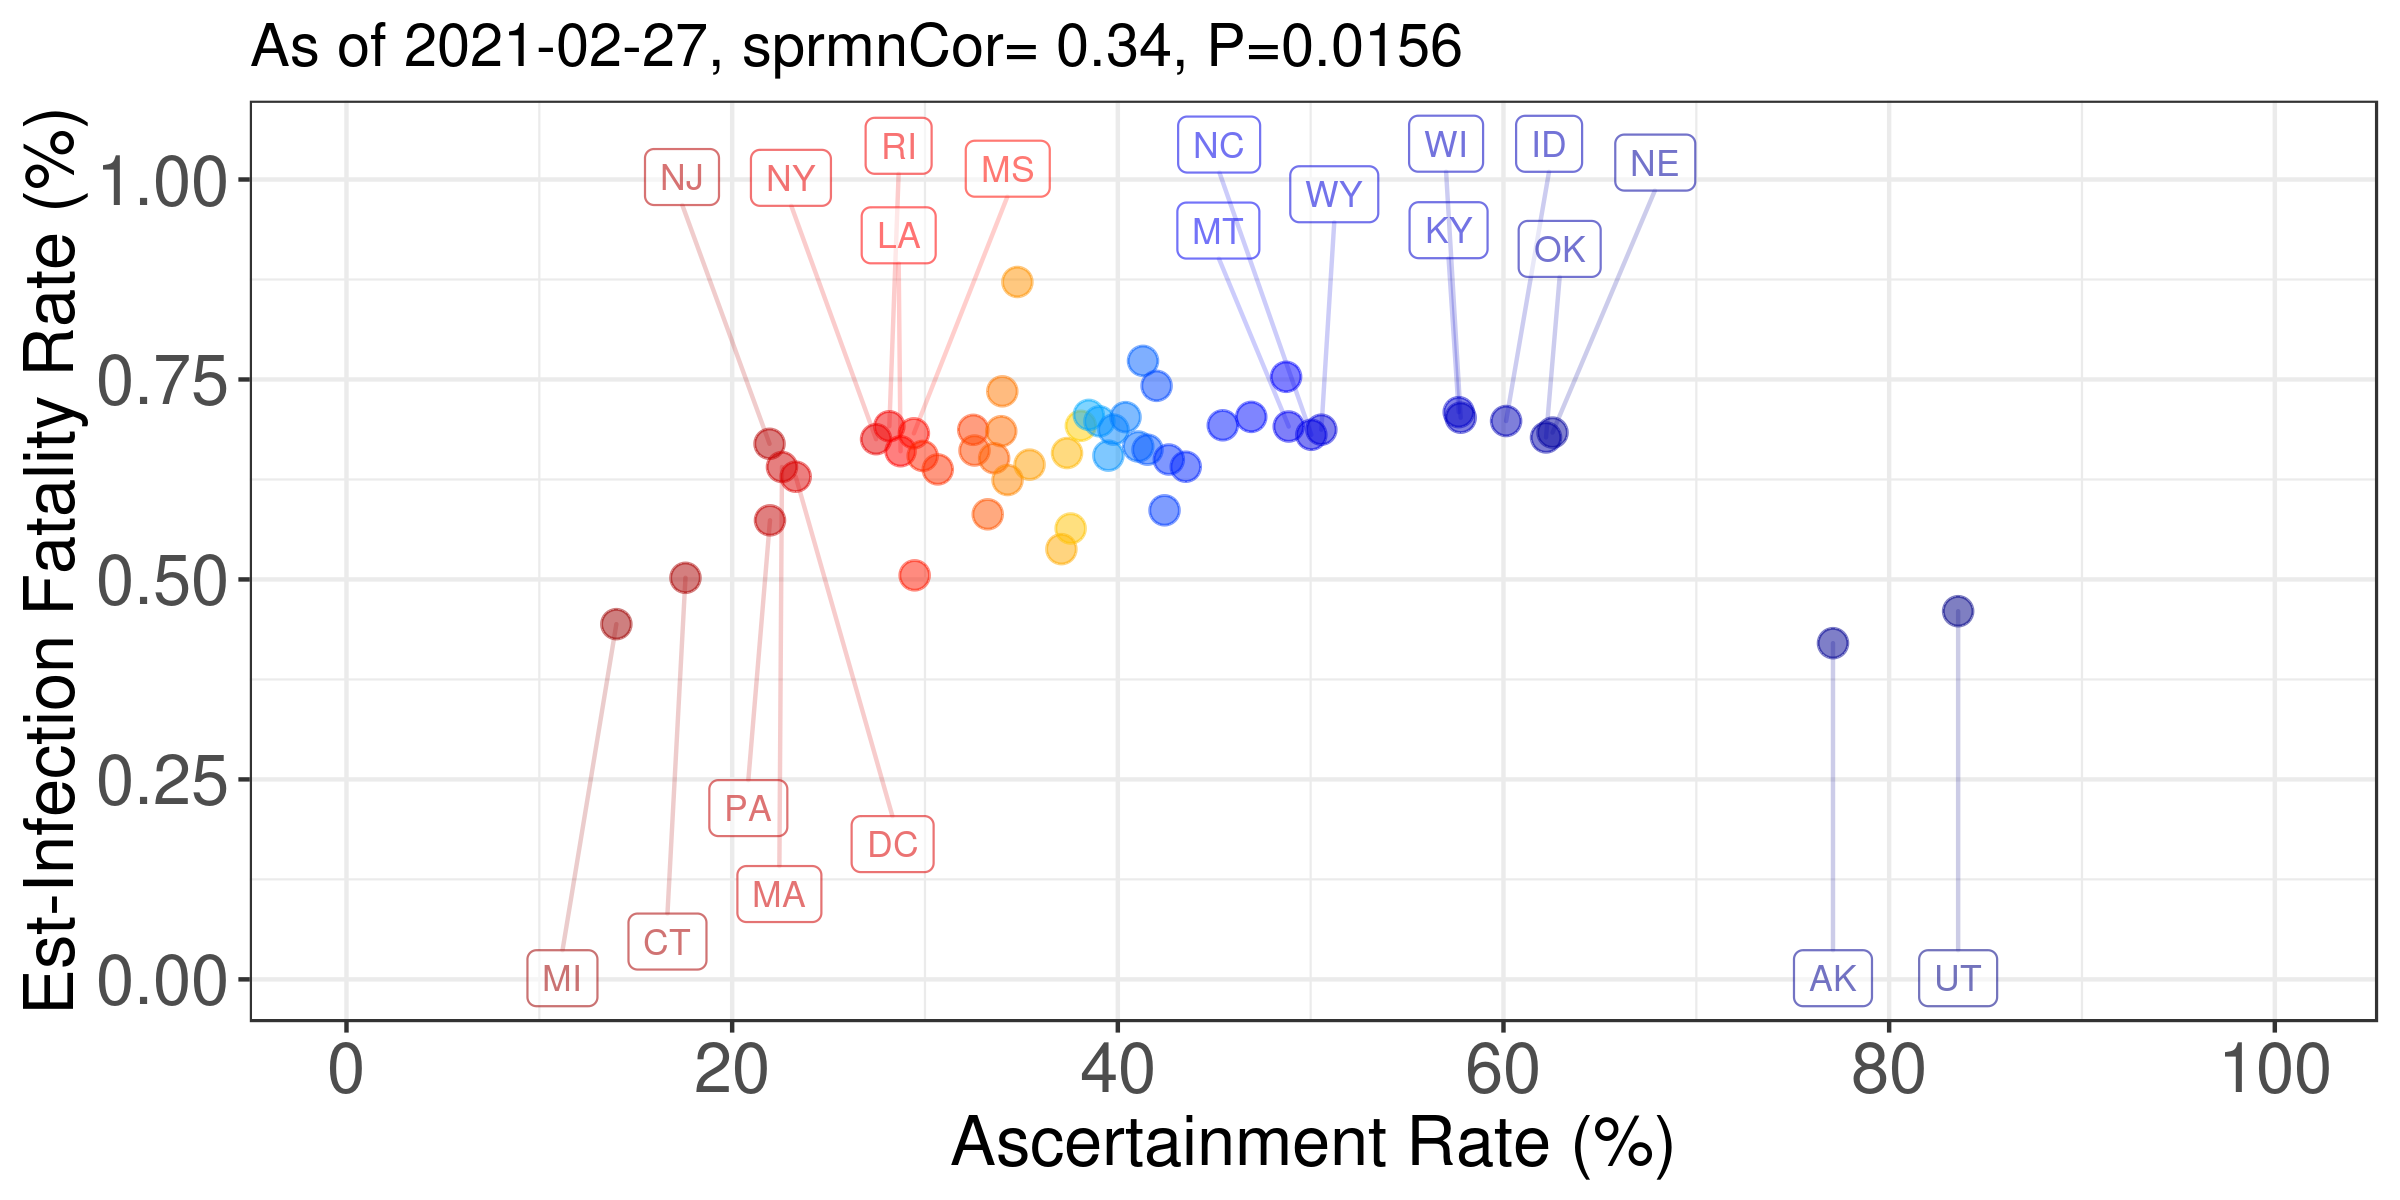 As of 2021-02-27, sprmnCor= 0.34, P=0.0156
Est-Infection Fatality Rate (%)
1.00
0.75
0.50
0.25
0.00
NJ
NY
RI
LA
MS
NC
MT
WY
WI
KY
ID
OK
NE
PA
DC
MA
CT
MI
AK
UT
0
20
40
60
80
100
Ascertainment Rate (%)